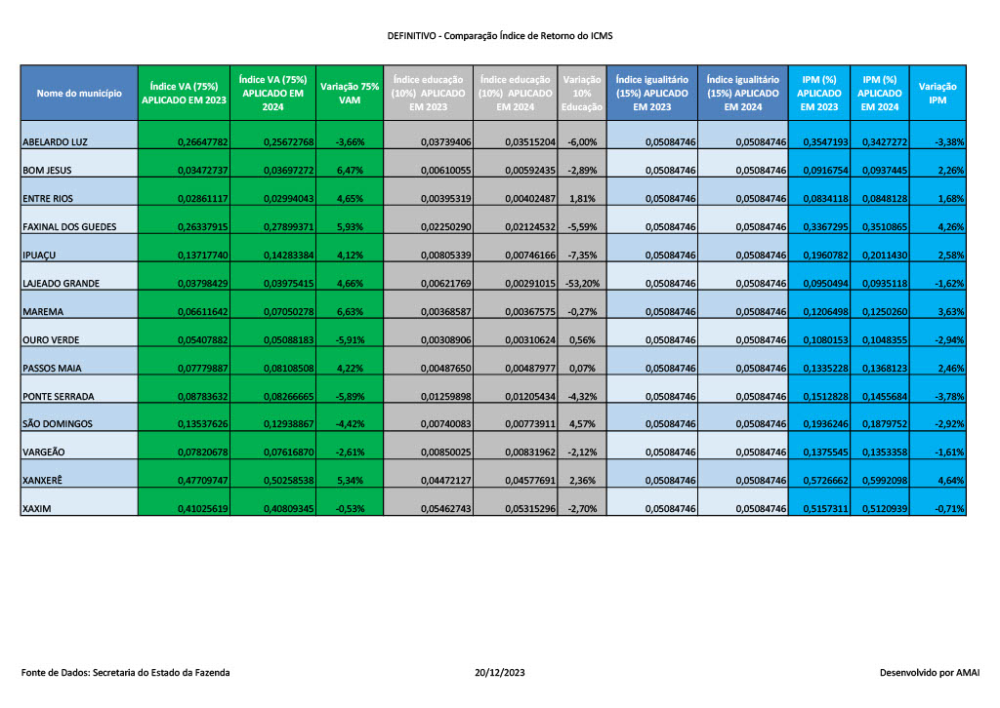 DEFINITIVO - Comparação Índice de Retorno do ICMS
Nome do município | Índice VA (75%) APLICADO EM 2023 | Índice VA (75%) APLICADO EM 2024 | Variação 75% VAM | Índice educação (10%) APLICADO EM 2023 | Índice educação (10%) APLICADO EM 2024 | Variação 10% Educação | Índice igualitário (15%) APLICADO EM 2023 | Índice igualitário (15%) APLICADO EM 2024 | IPM (%) APLICADO EM 2023 | IPM (%) APLICADO EM 2024 | Variação IPM
ABELARDO LUZ 0,26647782 0,25672768 -3,66% 0,03739406 0,03515204 -6,00% 0,05084746 0,05084746 0,3547193 0,3427272 -3,38%
BOM JESUS 0,03472737 0,03697272 6,47% 0,00610055 0,00592435 -2,89% 0,05084746 0,05084746 0,0916754 0,0937445 2,26%
ENTRE RIOS 0,02861117 0,02994043 4,65% 0,00395319 0,00402487 1,81% 0,05084746 0,05084746 0,0834118 0,0848128 1,68%
FAXINAL DOS GUEDES 0,26337915 0,27899371 5,93% 0,02250290 0,02124532 -5,59% 0,05084746 0,05084746 0,3367295 0,3510865 4,26%
IPUAÇU 0,13717740 0,14283384 4,12% 0,00805339 0,00746166 -7,35% 0,05084746 0,05084746 0,1960782 0,2011430 2,58%
LAJEADO GRANDE 0,03798429 0,03975415 4,66% 0,00621769 0,00291015 -53,20% 0,05084746 0,05084746 0,0950494 0,0935118 -1,62%
MAREMA 0,06611642 0,07050278 6,63% 0,00368587 0,00367575 -0,27% 0,05084746 0,05084746 0,1206498 0,1250260 3,63%
OURO VERDE 0,05407882 0,05088183 -5,91% 0,00308906 0,00310624 0,56% 0,05084746 0,05084746 0,1080153 0,1048355 -2,94%
PASSOS MAIA 0,07779887 0,08108508 4,22% 0,00487650 0,00487977 0,07% 0,05084746 0,05084746 0,1335228 0,1368123 2,46%
PONTE SERRADA 0,08783632 0,08266665 -5,89% 0,01259898 0,01205434 -4,32% 0,05084746 0,05084746 0,1512828 0,1455684 -3,78%
SÃO DOMINGOS 0,13537626 0,12938867 -4,42% 0,00740083 0,00773911 4,57% 0,05084746 0,05084746 0,1936246 0,1879752 -2,92%
VARGEÃO 0,07820678 0,07616870 -2,61% 0,00850025 0,00831962 -2,12% 0,05084746 0,05084746 0,1375545 0,1353358 -1,61%
XANXERÊ 0,47709747 0,50258538 5,34% 0,04472127 0,04577691 2,36% 0,05084746 0,05084746 0,5726662 0,5992098 4,64%
XAXIM 0,41025619 0,40809345 -0,53% 0,05462743 0,05315296 -2,70% 0,05084746 0,05084746 0,5157311 0,5120939 -0,71%
Fonte de Dados: Secretaria do Estado da Fazenda 20/12/2023 Desenvolvido por AMAI